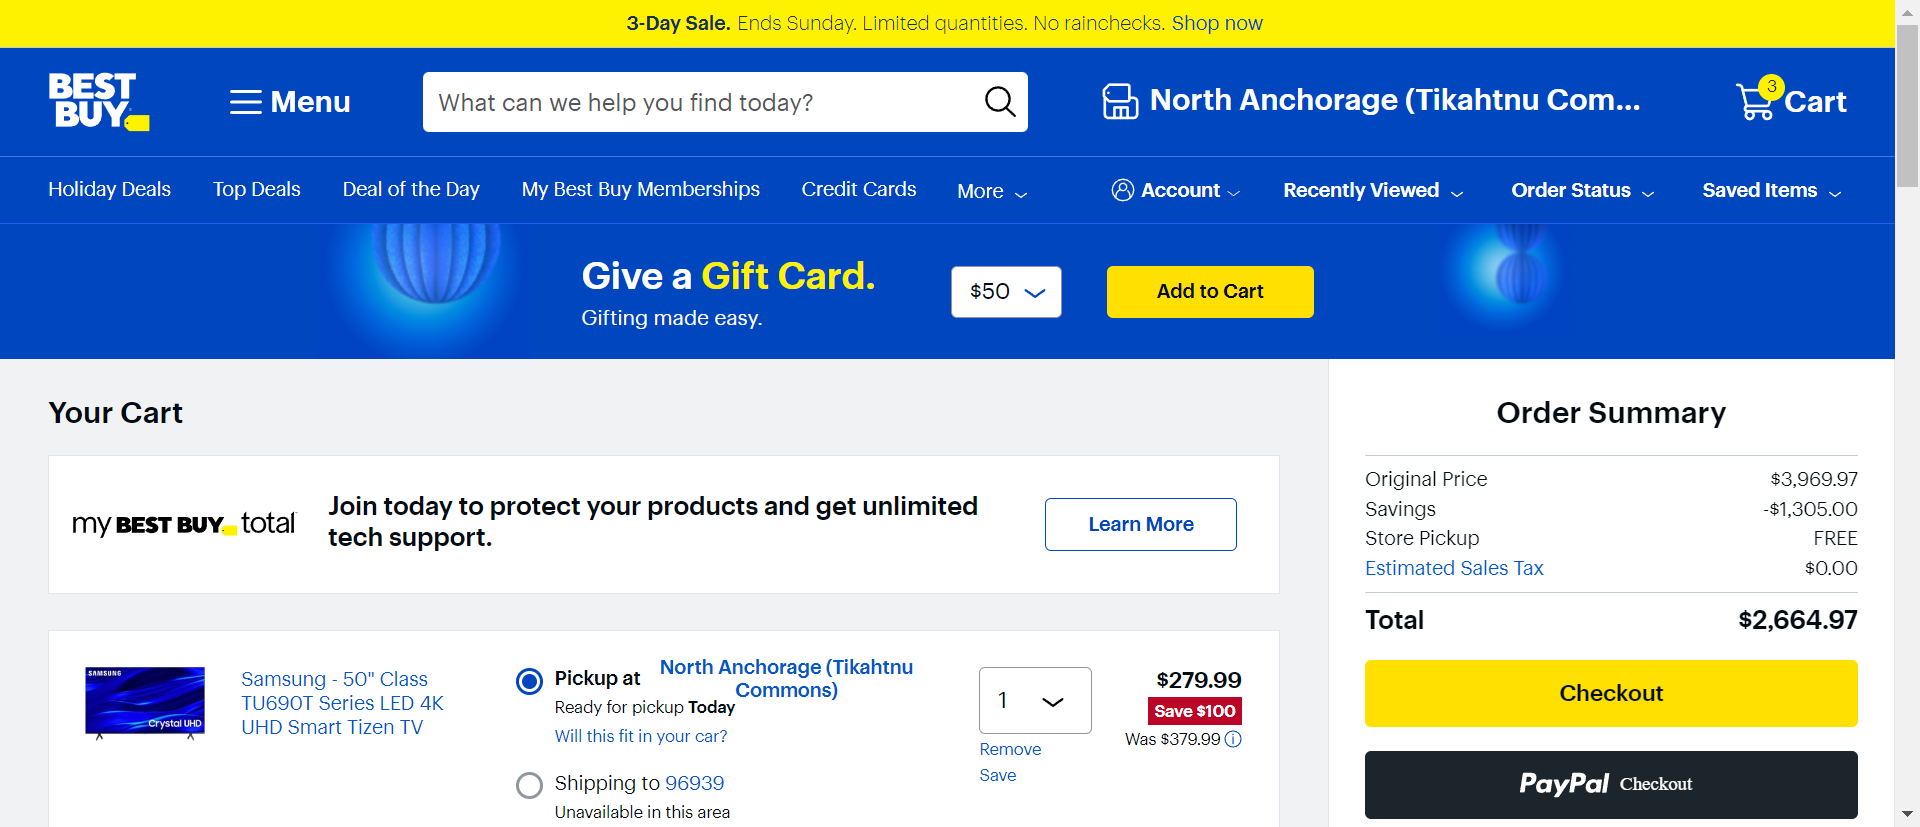 3-Day Sale. Ends Sunday. Limited quantities. No rainchecks. Shop now
BEST
BUY
Menu
What can we help you find today?
North Anchorage (Tikahtnu Com...
3
Cart
Holiday Deals
Top Deals
Deal of the Day
My Best Buy Memberships
Credit Cards
More
Account
Recently Viewed
Order Status
Saved Items
Give a Gift Card.
Gifting made easy.
$50
Add to Cart
Your Cart
my BEST BUY total
Join today to protect your products and get unlimited
tech support.
Learn More
SAMSUNG
Crystal UHD
Samsung - 50" Class
TU690T Series LED 4K
UHD Smart Tizen TV
Pickup at North Anchorage (Tikahtnu
Commons)
Ready for pickup Today
Will this fit in your car?
Shipping to 96939
Unavailable in this area
1
Remove
Save
$279.99
Save $100
Was $379.99
Order Summary
Original Price $3,969.97
Savings -$1,305.00
Store Pickup FREE
Estimated Sales Tax $0.00
Total $2,664.97
Checkout
PayPal Checkout